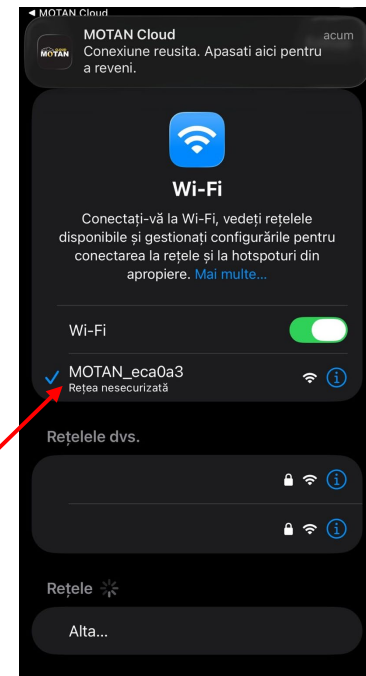 ◀ MOTAN Cloud
MOTAN Cloud
acum
MOTAN
Conexiune reusita. Apasati aici pentru
a reveni.
Wi-Fi
Conectați-vă la Wi-Fi, vedeți rețelele
disponibile și gestionați configurările pentru
conectarea la rețele și la hotspoturi din
apropiere. Mai multe...
Wi-Fi
MOTAN_eca0a3
Rețea nesecurizată
Rețelele dvs.
Rețele
Alta...